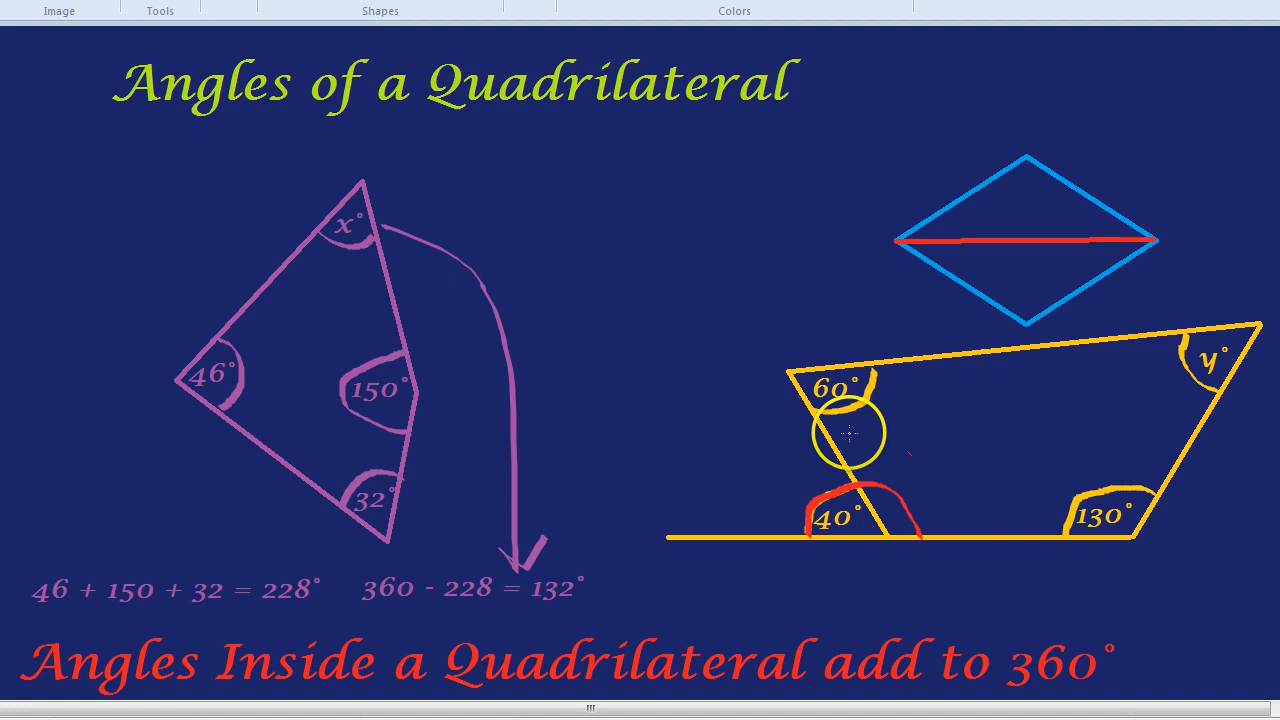 Image Tools Shapes Colors
Angles of a Quadrilateral
x°
46°
150°
32°
60°
y°
40°
130°
46 + 150 + 32 = 228° 360 - 228 = 132°
Angles Inside a Quadrilateral add to 360°